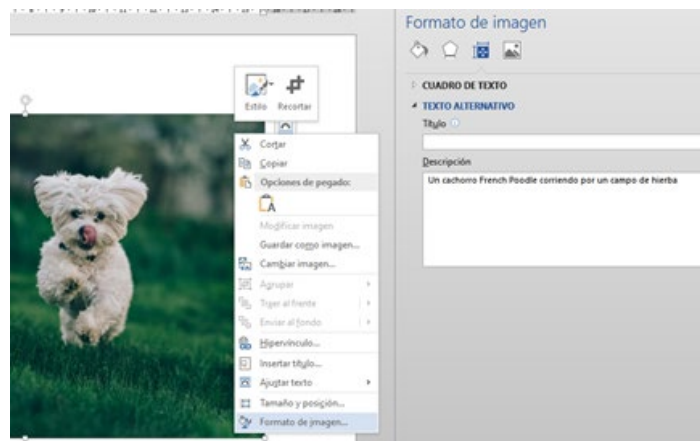 Formato de imagen
CUADRO DE TEXTO
TEXTO ALTERNATIVO
Título
Descripción
Un cachorro French Poodle corriendo por un campo de hierba
Estilo Recortar
Cortar
Copiar
Opciones de pegado:
Modificar imagen
Guardar como imagen...
Cambiar imagen...
Agrupar
Traer al frente
Enviar al fondo
Hipervínculo...
Insertar título...
Ajustar texto
Tamaño y posición...
Formato de imagen...